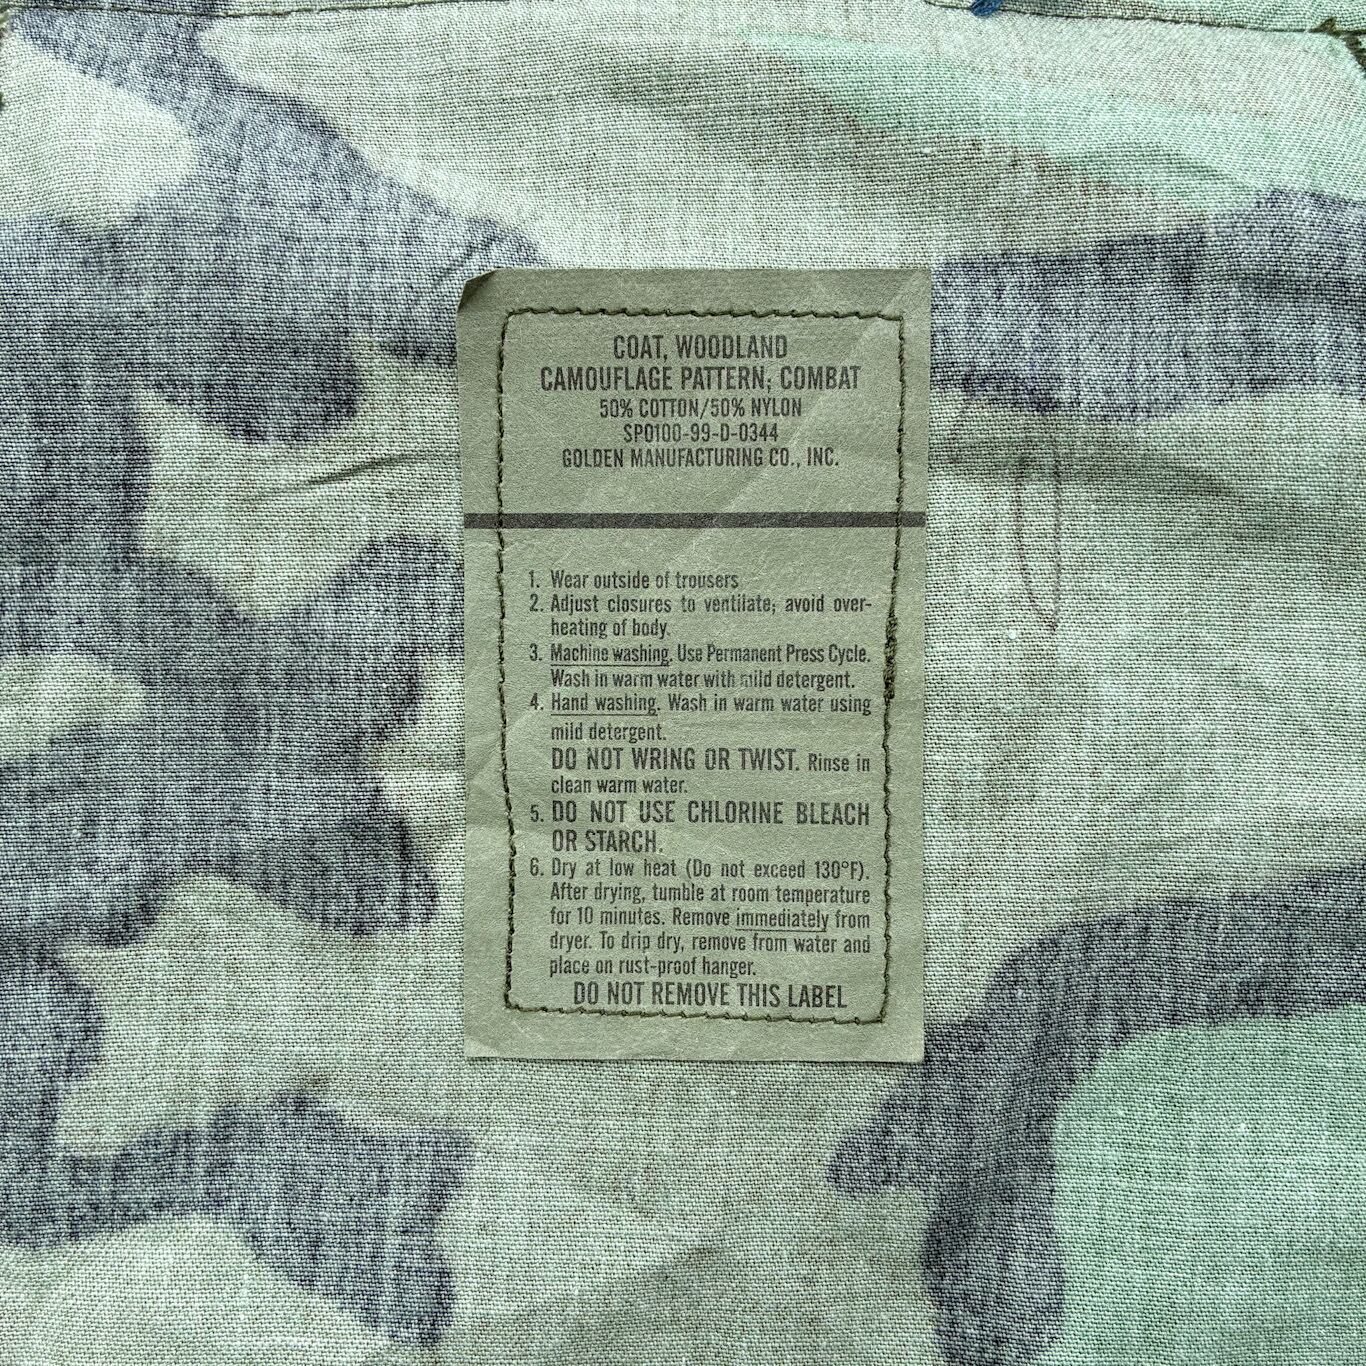 COAT, WOODLAND
CAMOUFLAGE PATTERN; COMBAT
50% COTTON/50% NYLON
SPO100-99-D-0344
GOLDEN MANUFACTURING CO., INC.
1. Wear outside of trousers
2. Adjust closures to ventilate; avoid over-
heating of body.
3. Machine washing. Use Permanent Press Cycle.
Wash in warm water with mild detergent.
4. Hand washing. Wash in warm water using
mild detergent.
DO NOT WRING OR TWIST. Rinse in
clean warm water.
5. DO NOT USE CHLORINE BLEACH
OR STARCH.
6. Dry at low heat (Do not exceed 130°F).
After drying, tumble at room temperature
for 10 minutes. Remove immediately from
dryer. To drip dry, remove from water and
place on rust-proof hanger.
DO NOT REMOVE THIS LABEL